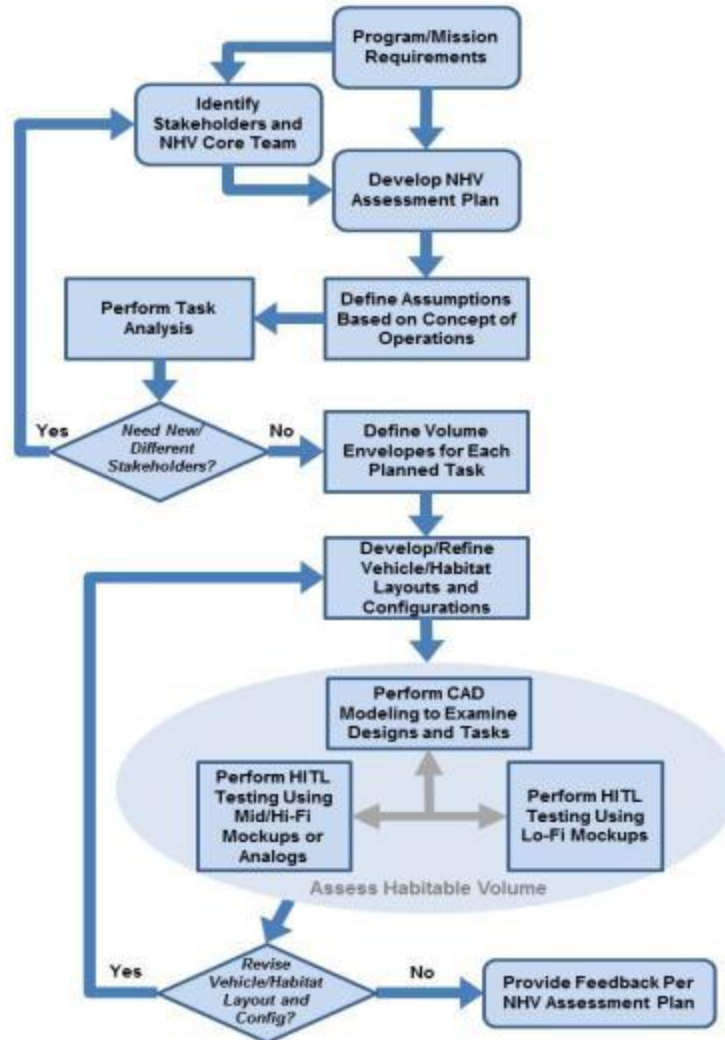 Program/Mission
Requirements
Identify
Stakeholders and
NHV Core Team
Develop NHV
Assessment Plan
Perform Task
Analysis
Define Assumptions
Based on Concept of
Operations
Yes
Need New/
Different
Stakeholders?
No
Define Volume
Envelopes for Each
Planned Task
Develop/Refine
Vehicle/Habitat
Layouts and
Configurations
Perform CAD
Modeling to Examine
Designs and Tasks
Perform HITL
Testing Using
Mid/Hi-Fi
Mockups or
Analogs
Perform HITL
Testing Using
Lo-Fi Mockups
Assess Habitable Volume
Yes
Revise
Vehicle/Habitat
Layout and
Config?
No
Provide Feedback Per
NHV Assessment Plan